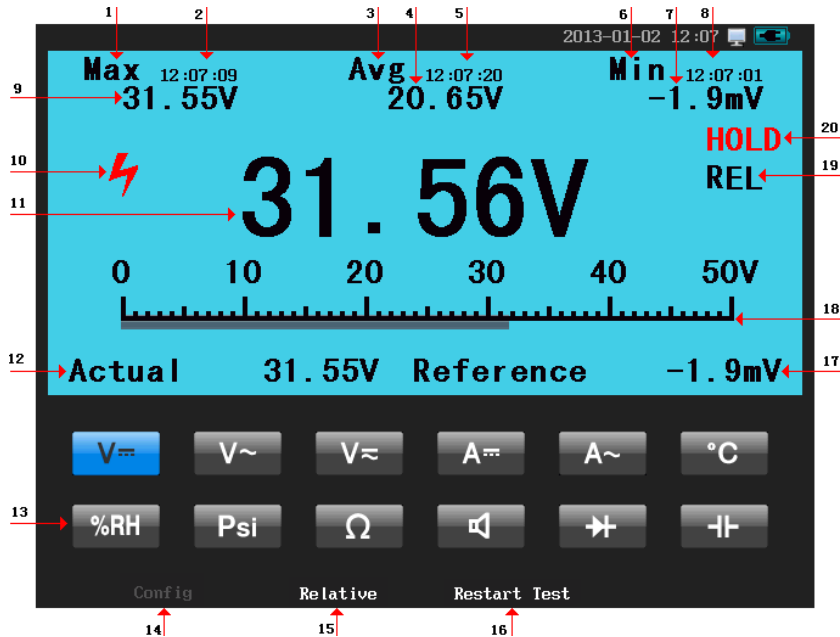 1 2 3 4 5 6 7 8
2013-01-02 12:07
Max 12:07:09 Avg 12:07:20 Min 12:07:01
9 31.55V 20.65V -1.9mV
HOLD 20
10 REL 19
11 31.56V
0 10 20 30 40 50V
18
12 Actual 31.55V Reference -1.9mV 17
V⎓ V~ V≂ A⎓ A~ °C
13 %RH Psi Ω
Config Relative Restart Test
14 15 16